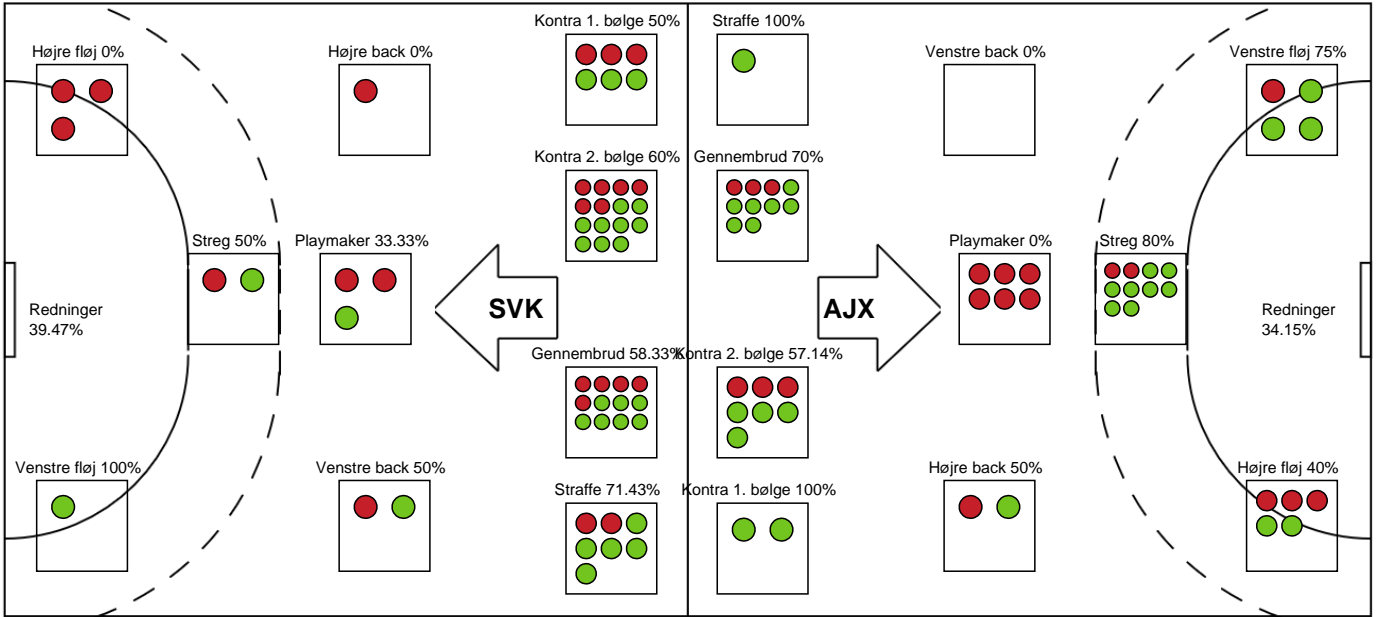 Kontra 1. bølge 50%
Straffe 100%
Højre fløj 0%
Højre back 0%
Venstre back 0%
Venstre fløj 75%
Kontra 2. bølge 60%
Gennembrud 70%
Streg 50%
Playmaker 33.33%
Playmaker 0%
Streg 80%
Redninger
39.47%
SVK
AJX
Redninger
34.15%
Gennembrud 58.33%
Kontra 2. bølge 57.14%
Venstre fløj 100%
Venstre back 50%
Højre back 50%
Højre fløj 40%
Straffe 71.43%
Kontra 1. bølge 100%